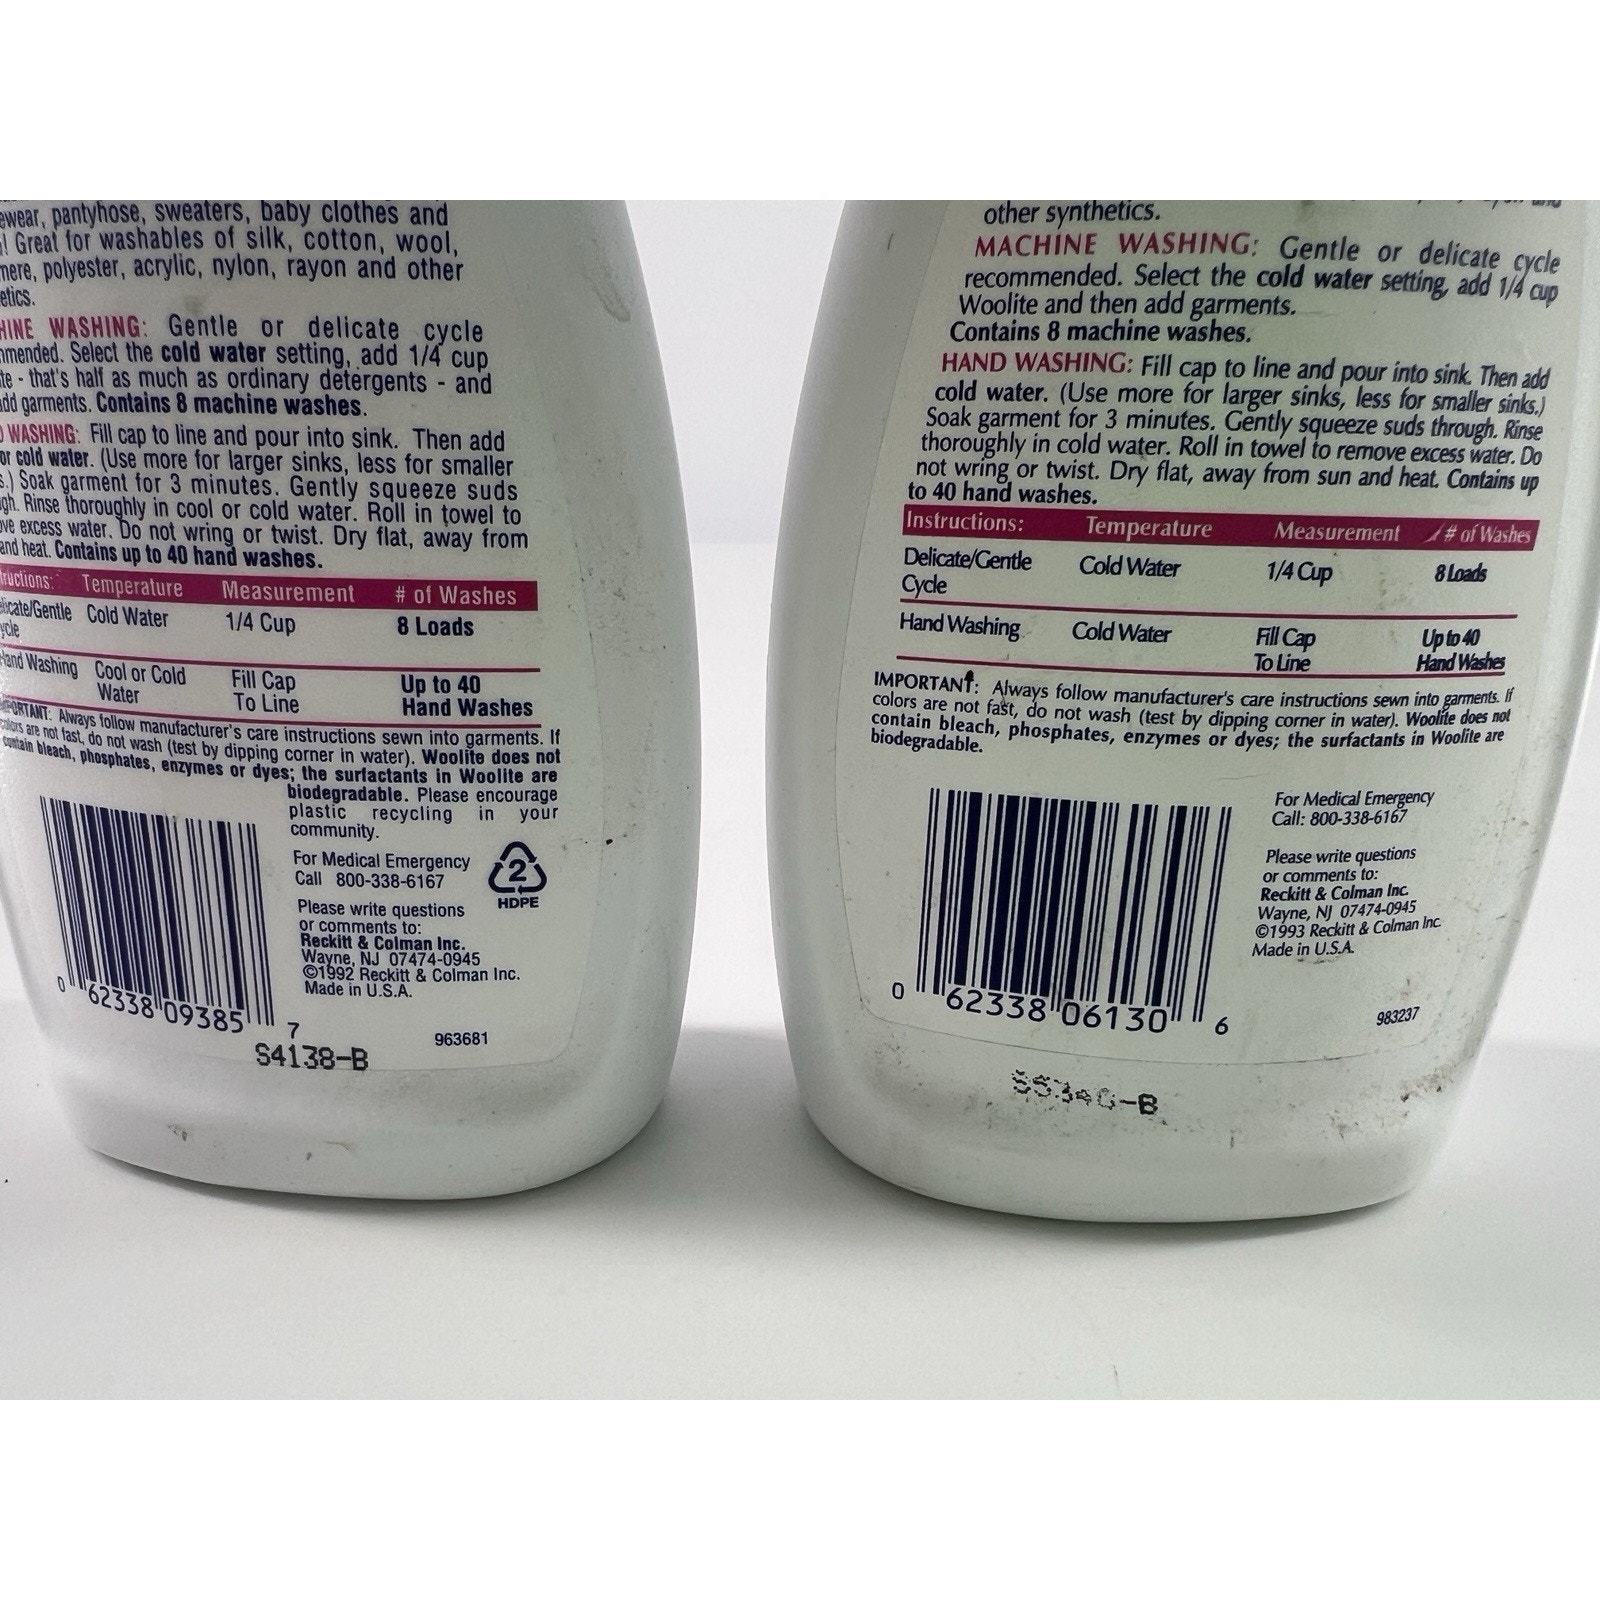 pantyhose, sweaters, baby clothes and
Great for washables of silk, cotton, wool,
polyester, acrylic, nylon, rayon and other
WASHING: Gentle or delicate cycle
Select the cold water setting, add 1/4 cup
- that's half as much as ordinary detergents - and
garments. Contains 8 machine washes.
WASHING: Fill cap to line and pour into sink. Then add
or cold water. (Use more for larger sinks, less for smaller
Soak garment for 3 minutes. Gently squeeze suds
Rinse thoroughly in cool or cold water. Roll in towel to
excess water. Do not wring or twist. Dry flat, away from
and heat. Contains up to 40 hand washes.
Temperature Measurement # of Washes
Cold Water 1/4 Cup 8 Loads
Hand Washing Cool or Cold Fill Cap Up to 40
Water To Line Hand Washes
Always follow manufacturer's care instructions sewn into garments. If
are not fast, do not wash (test by dipping corner in water). Woolite does not
contain bleach, phosphates, enzymes or dyes; the surfactants in Woolite are
biodegradable. Please encourage
plastic recycling in your
community.
For Medical Emergency
Call 800-338-6167
2
HDPE
Please write questions
or comments to:
Reckitt & Colman Inc.
Wayne, NJ 07474-0945
©1992 Reckitt & Colman Inc.
Made in U.S.A.
0 62338 09385 7
963681
S4138-B
other synthetics.
MACHINE WASHING: Gentle or delicate cycle
recommended. Select the cold water setting, add 1/4 cup
Woolite and then add garments.
Contains 8 machine washes.
HAND WASHING: Fill cap to line and pour into sink. Then add
cold water. (Use more for larger sinks, less for smaller sinks.)
Soak garment for 3 minutes. Gently squeeze suds through. Rinse
thoroughly in cold water. Roll in towel to remove excess water. Do
not wring or twist. Dry flat, away from sun and heat. Contains up
to 40 hand washes.
Instructions: Temperature Measurement # of Washes
Delicate/Gentle Cold Water 1/4 Cup 8 Loads
Cycle
Hand Washing Cold Water Fill Cap Up to 40
To Line Hand Washes
IMPORTANT: Always follow manufacturer's care instructions sewn into garments. If
colors are not fast, do not wash (test by dipping corner in water). Woolite does not
contain bleach, phosphates, enzymes or dyes; the surfactants in Woolite are
biodegradable.
For Medical Emergency
Call: 800-338-6167
Please write questions
or comments to:
Reckitt & Colman Inc.
Wayne, NJ 07474-0945
©1993 Reckitt & Colman Inc.
Made in U.S.A.
0 62338 06130 6
983237